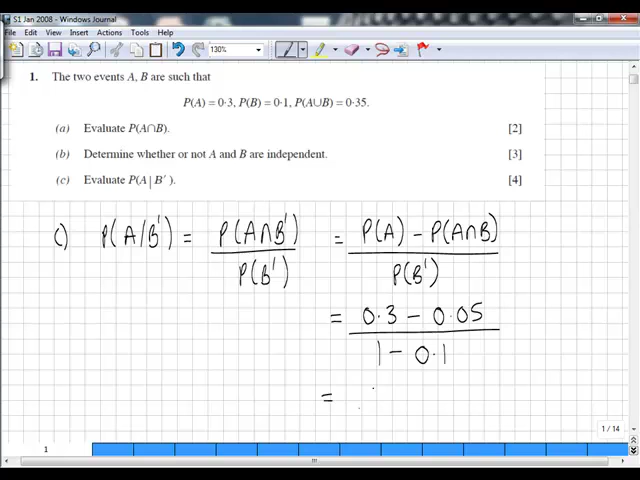 S1 Jan 2008 - Windows Journal
File Edit View Insert Actions Tools Help
130%
1. The two events A, B are such that
P(A) = 0·3, P(B) = 0·1, P(A∪B) = 0·35.
(a) Evaluate P(A∩B). [2]
(b) Determine whether or not A and B are independent. [3]
(c) Evaluate P(A | B′). [4]
c) P(A/B') = P(A∩B') / P(B') = P(A) - P(A∩B) / P(B')
= 0·3 - 0·05 / 1 - 0·1
=
1 / 14
1